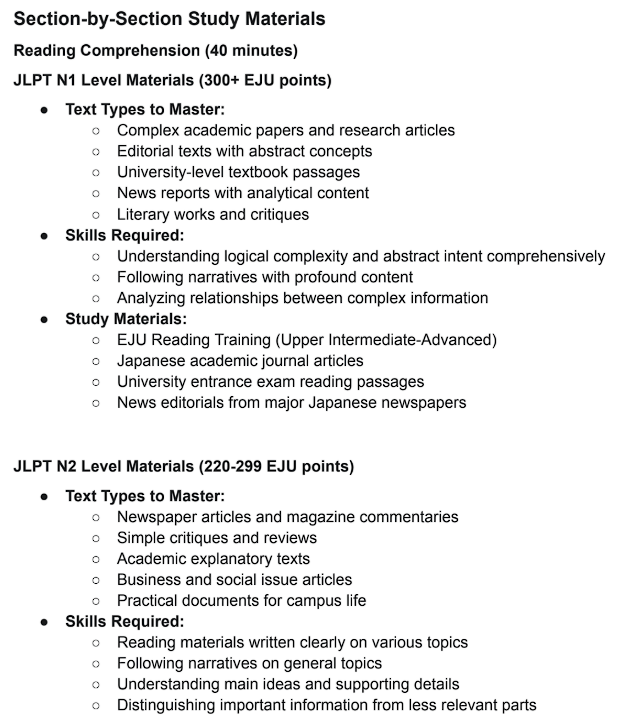 Section-by-Section Study Materials
Reading Comprehension (40 minutes)
JLPT N1 Level Materials (300+ EJU points)
● Text Types to Master:
○ Complex academic papers and research articles
○ Editorial texts with abstract concepts
○ University-level textbook passages
○ News reports with analytical content
○ Literary works and critiques
● Skills Required:
○ Understanding logical complexity and abstract intent comprehensively
○ Following narratives with profound content
○ Analyzing relationships between complex information
● Study Materials:
○ EJU Reading Training (Upper Intermediate-Advanced)
○ Japanese academic journal articles
○ University entrance exam reading passages
○ News editorials from major Japanese newspapers
JLPT N2 Level Materials (220-299 EJU points)
● Text Types to Master:
○ Newspaper articles and magazine commentaries
○ Simple critiques and reviews
○ Academic explanatory texts
○ Business and social issue articles
○ Practical documents for campus life
● Skills Required:
○ Reading materials written clearly on various topics
○ Following narratives on general topics
○ Understanding main ideas and supporting details
○ Distinguishing important information from less relevant parts